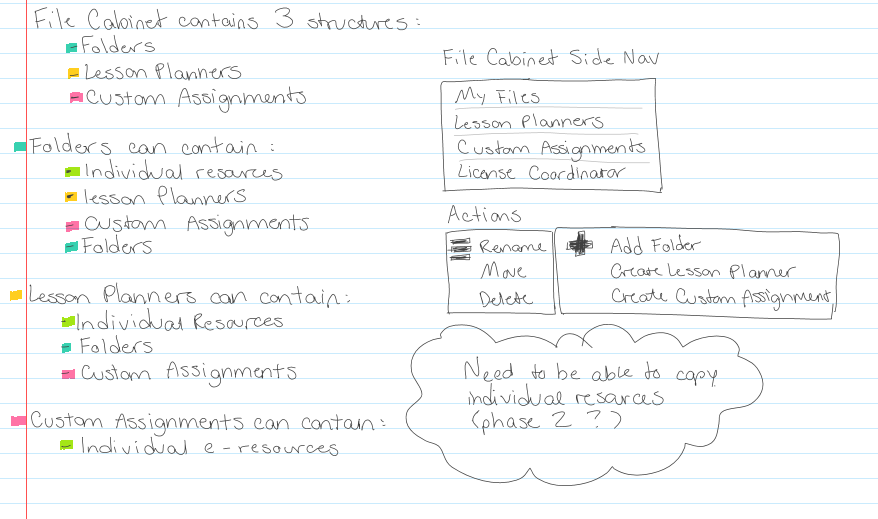 File Cabinet contains 3 structures:
Folders
Lesson Planners
Custom Assignments
Folders can contain:
Individual resources
lesson Planners
Custom Assignments
Folders
Lesson Planners can contain:
Individual Resources
Folders
Custom Assignments
Custom Assignments can contain:
Individual e-resources
File Cabinet Side Nav
My Files
Lesson Planners
Custom Assignments
License Coordinator
Actions
Rename
Move
Delete
Add Folder
Create Lesson Planner
Create Custom Assignment
Need to be able to copy
individual resources
(phase 2 ?)